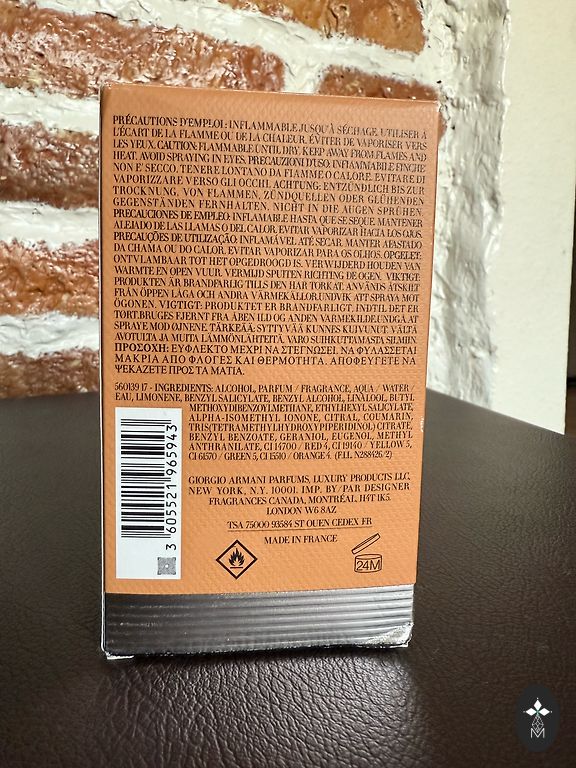 PRÉCAUTIONS D'EMPLOI: INFLAMMABLE JUSQU'À SÉCHAGE, UTILISER À
L'ÉCART DE LA FLAMME OU DE LA CHALEUR, ÉVITER DE VAPORISER VERS
LES YEUX. CAUTION: FLAMMABLE UNTIL DRY. KEEP AWAY FROM FLAMES AND
HEAT. AVOID SPRAYING IN EYES. PRECAUZIONI D'USO: INFIAMMABILE FINCHE
NON E' SECCO, TENERE LONTANO DA FIAMME O CALORE. EVITARE DI
VAPORIZZARE VERSO GLI OCCHI. ACHTUNG: ENTZÜNDLICH BIS ZUR
TROCKNUNG. VON FLAMMEN, ZÜNDQUELLEN ODER GLÜHENDEN
GEGENSTÄNDEN FERNHALTEN. NICHT IN DIE AUGEN SPRÜHEN.
PRECAUCIONES DE EMPLEO: INFLAMABLE HASTA QUE SE SEQUE. MANTENER
ALEJADO DE LAS LLAMAS O DEL CALOR. EVITAR VAPORIZAR HACIA LOS OJOS.
PRECAUÇÕES DE UTILIZAÇÃO: INFLAMÁVEL ATÉ SECAR. MANTER AFASTADO
DA CHAMA OU DO CALOR. EVITAR VAPORIZAR PARA OS OLHOS. OPGELET:
ONTVLAMBAAR TOT HET OPGEDROOGD IS. VERWIJDERD HOUDEN VAN
WARMTE EN OPEN VUUR. VERMIJD SPUITEN RICHTING DE OGEN. VIKTIGT:
PRODUKTEN ÄR BRANDFARLIG TILLS DEN HAR TORKAT. ANVÄNDS ÅTSKIET
FRÅN ÖPPEN LÅGA OCH ANDRA VÄRMEKÄLLOR.UNDVIK ATT SPRAYA MOT
ÖGONEN. VIGTIGT: PRODUKTET ER BRANDFARLIGT, INDTIL DET ER
TØRT.BRUGES FJERNT FRA ÅBEN ILD OG ANDEN VARMEKILDE.UNDGÅ AT
SPRAYE MOD ØJNENE. TÄRKEÄÄ: SYTTYVÄÄ KUNNES KUIVUNUT. VÄLTÄ
AVOTULTA JA MUITA LÄMMÖNLÄHTEITÄ. VARO SUIHKUTTAMASTA SILMIIN.
ΠΡΟΣΟΧΗ: ΕΥΦΛΕΚΤΟ ΜΕΧΡΙ ΝΑ ΣΤΕΓΝΩΣΕΙ. ΝΑ ΦΥΛΑΣΣΕΤΑΙ
ΜΑΚΡΙΑ ΑΠΟ ΦΛΟΓΕΣ ΚΑΙ ΘΕΡΜΟΤΗΤΑ. ΑΠΟΦΕΥΓΕΤΕ ΝΑ
ΨΕΚΑΖΕΤΕ ΠΡΟΣ ΤΑ ΜΑΤΙΑ.
560139 17 - INGREDIENTS: ALCOHOL, PARFUM / FRAGRANCE, AQUA / WATER /
EAU, LIMONENE, BENZYL SALICYLATE, BENZYL ALCOHOL, LINALOOL, BUTYL
METHOXYDIBENZOYLMETHANE, ETHYLHEXYL SALICYLATE,
ALPHA-ISOMETHYL IONONE, CITRAL, COUMARIN,
TRIS(TETRAMETHYLHYDROXYPIPERIDINOL) CITRATE,
BENZYL BENZOATE, GERANIOL, EUGENOL, METHYL
ANTHRANILATE, CI 14700 / RED 4, CI 19140 / YELLOW 5,
CI 61570 / GREEN 5, CI 15510 / ORANGE 4. (F.I.L. N288426/2)
GIORGIO ARMANI PARFUMS, LUXURY PRODUCTS LLC,
NEW YORK, N.Y. 10001. IMP. BY/PAR DESIGNER
FRAGRANCES CANADA, MONTRÉAL, H4T 1K5.
LONDON W6 8AZ
TSA 75000 93584 ST OUEN CEDEX FR
MADE IN FRANCE
3 605521 965943
24M
M